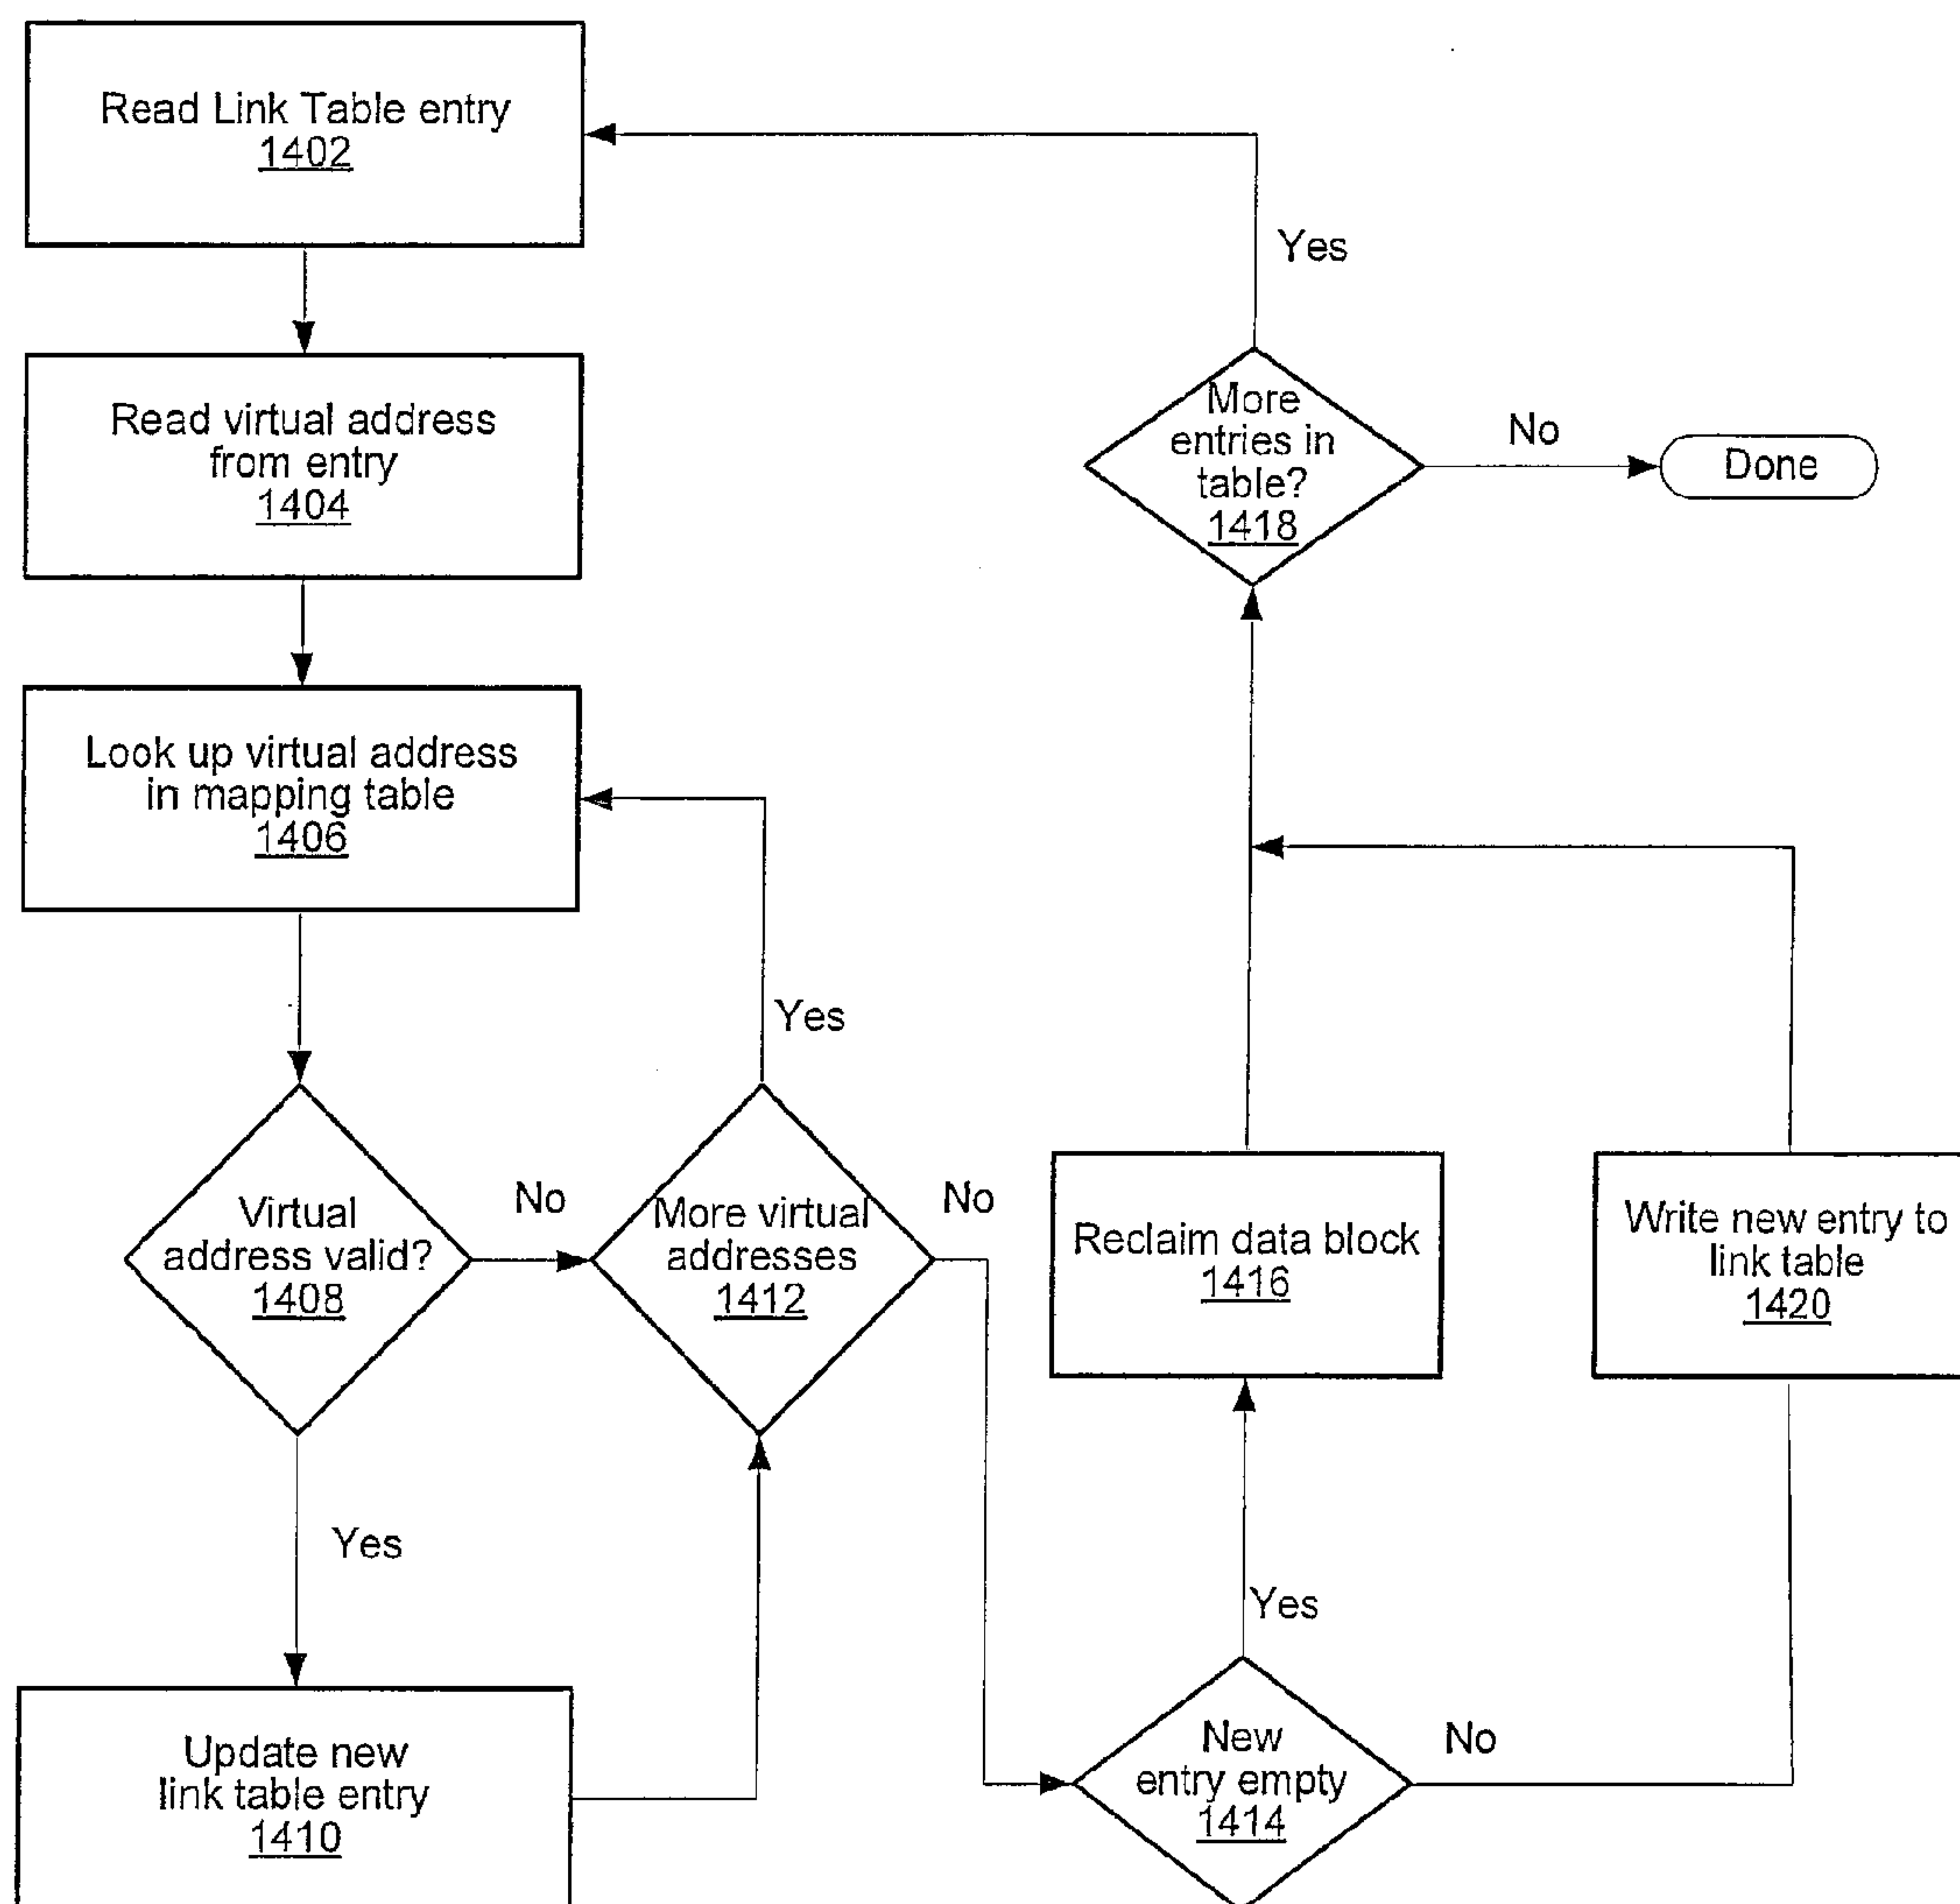 Read Link Table entry
1402
Yes
Read virtual address
from entry
1404
More
entries in
table?
1418
No
Done
Look up virtual address
in mapping table
1406
Yes
Virtual
address valid?
1408
No
More virtual
addresses
1412
No
Reclaim data block
1416
Write new entry to
link table
1420
Yes
Update new
link table entry
1410
Yes
New
entry empty
1414
No